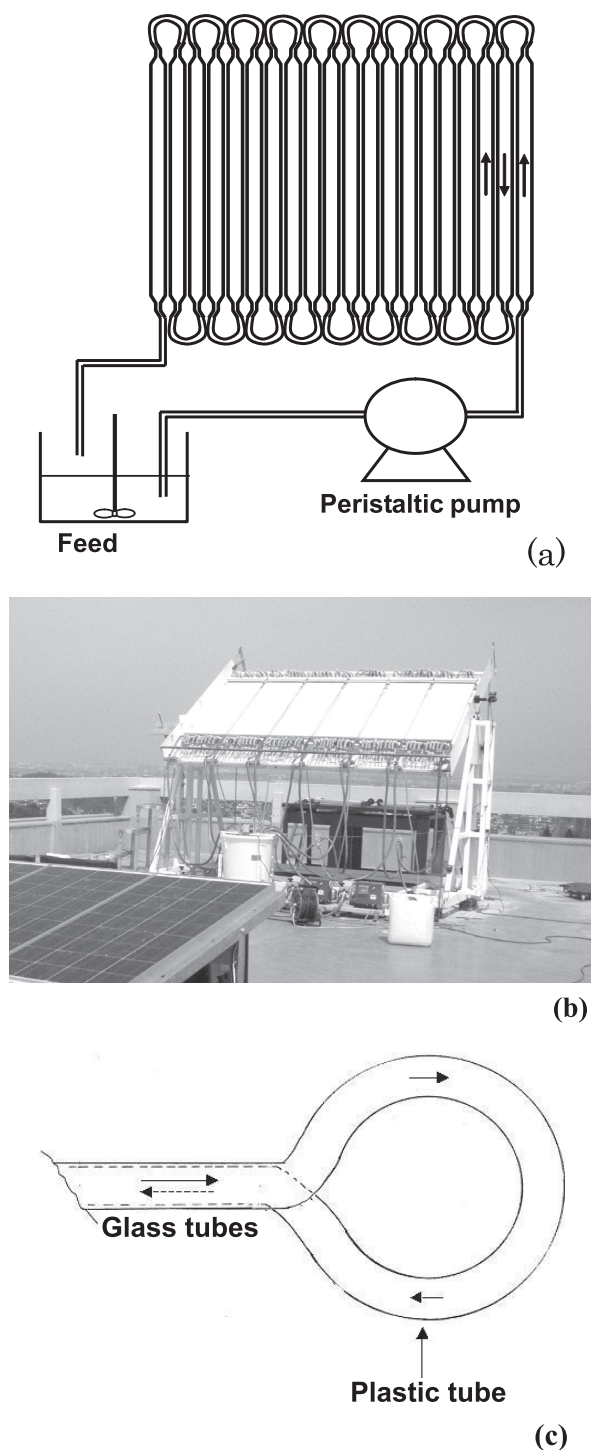 Peristaltic pump
Feed
(a)
(b)
Glass tubes
Plastic tube
(c)